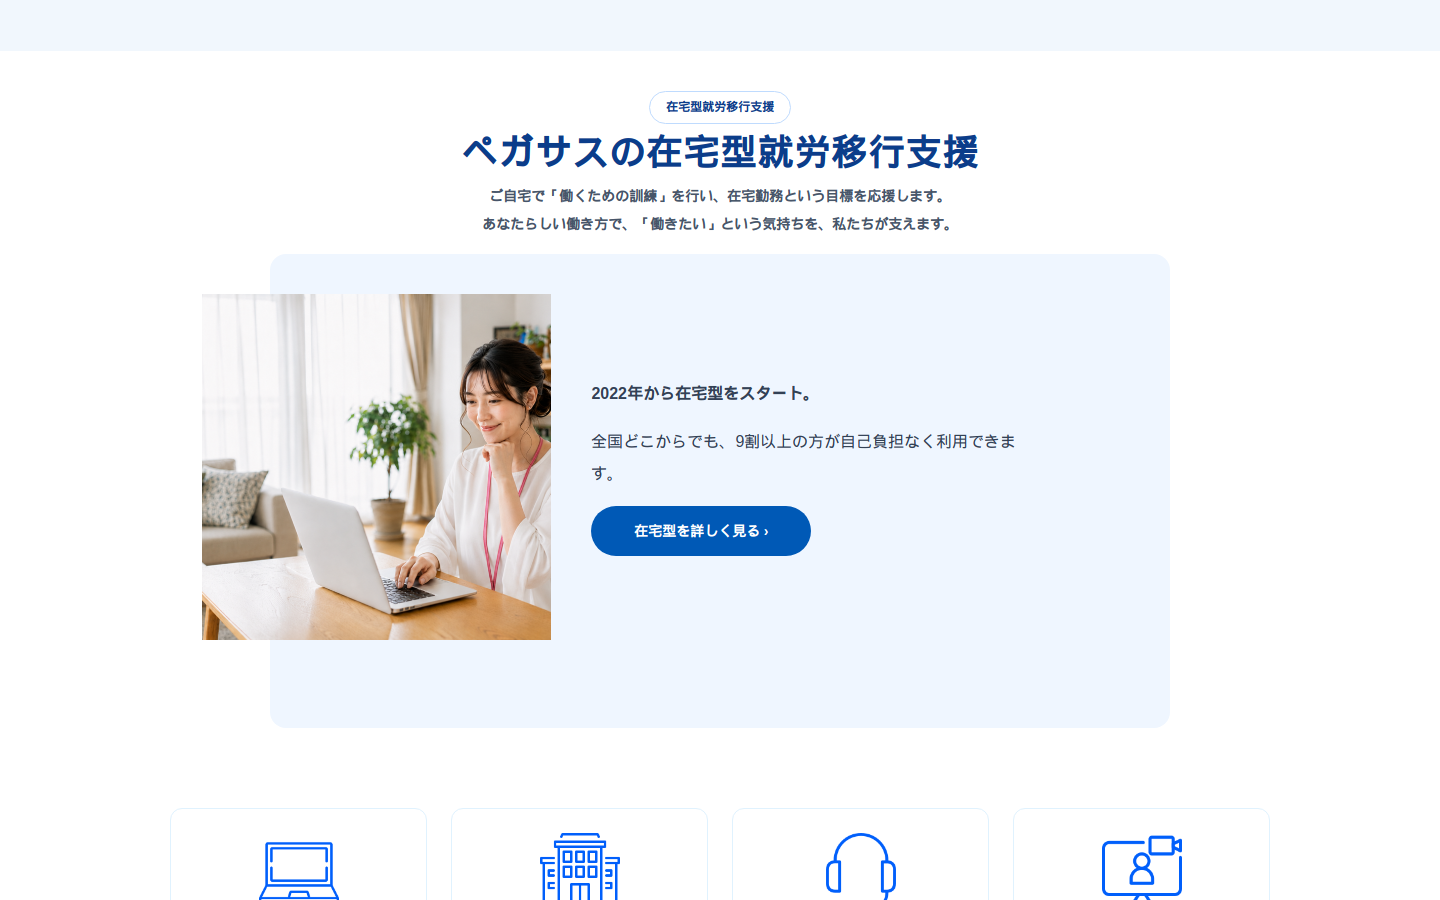 在宅型就労移行支援
ペガサスの在宅型就労移行支援
ご自宅で「働くための訓練」を行い、在宅勤務という目標を応援します。
あなたらしい働き方で、「働きたい」という気持ちを、私たちが支えます。
2022年から在宅型をスタート。
全国どこからでも、9割以上の方が自己負担なく利用できま
す。
在宅型を詳しく見る ›